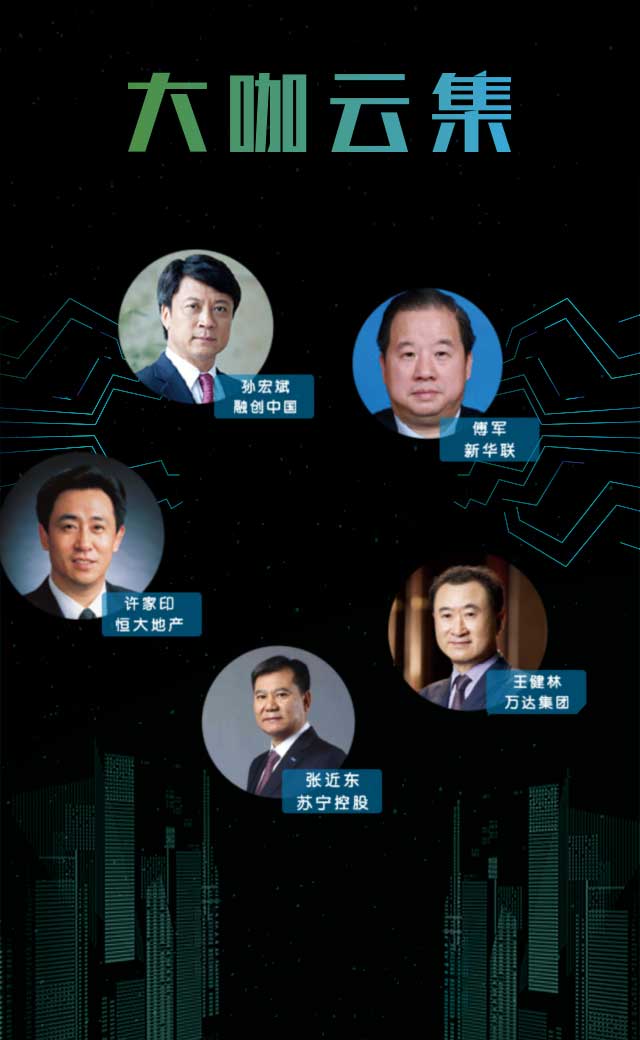 大咖云集
孙宏斌
融创中国
傅军
新华联
许家印
恒大地产
王健林
万达集团
张近东
苏宁控股